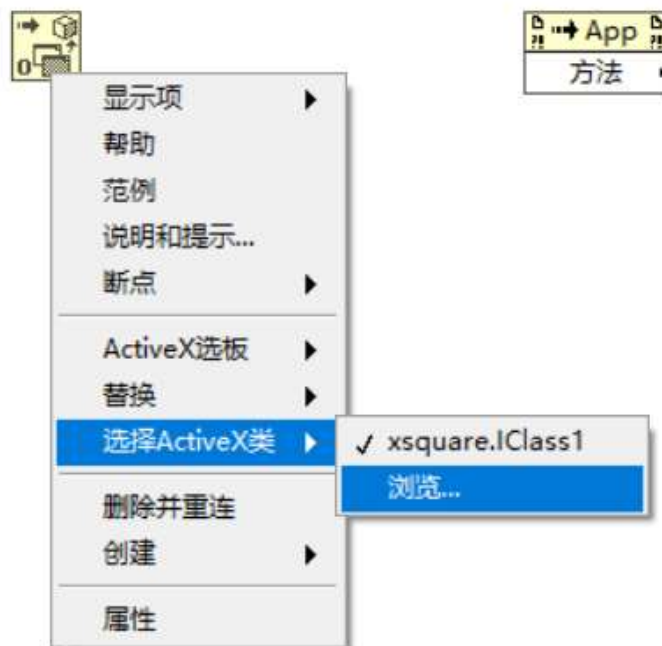 App
方法
显示项
帮助
范例
说明和提示...
断点
ActiveX选板
替换
选择ActiveX类
✓ xsquare.IClass1
浏览...
删除并重连
创建
属性